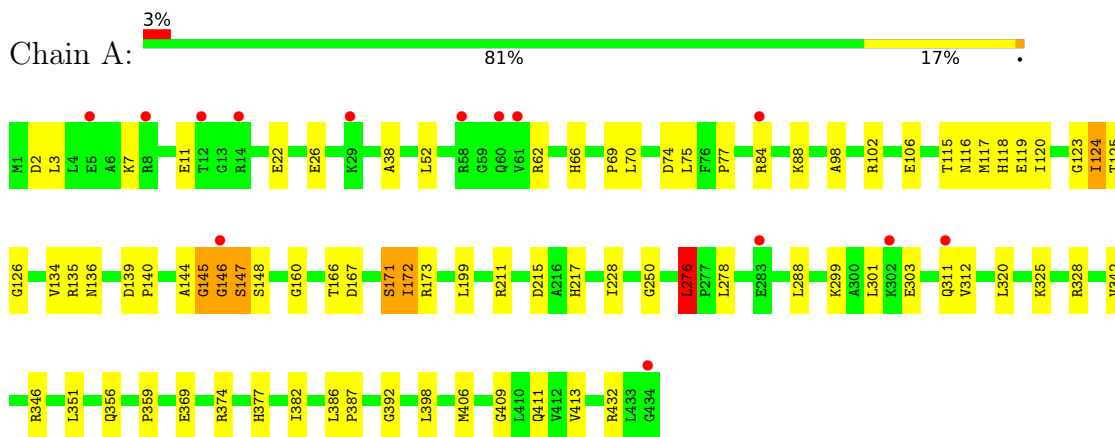 3%
Chain A:
81% 17% •
M1 D2 L3 L4 E5 A6 K7 R8 E11 T12 G13 R14 E22 E26 K29 A38 L52 R58 G59 Q60 V61 R62 H66 P69 L70 D74 L75 F76 P77 R84 K88 A98 R102 E106 T115 N116 M117 H118 E119 I120 G123 I124 T125
G126 V134 R135 N136 D139 P140 A144 G145 G146 S147 S148 G160 T166 D167 S171 I172 R173 L199 R211 D215 A216 H217 I228 G250 L276 P277 L278 E283 L288 K299 A300 L301 K302 E303 Q311 V312 L320 K325 R328 V342
R346 L351 Q356 P359 E369 R374 H377 I382 L386 P387 G392 L398 M406 G409 L410 Q411 V412 V413 R432 L433 G434